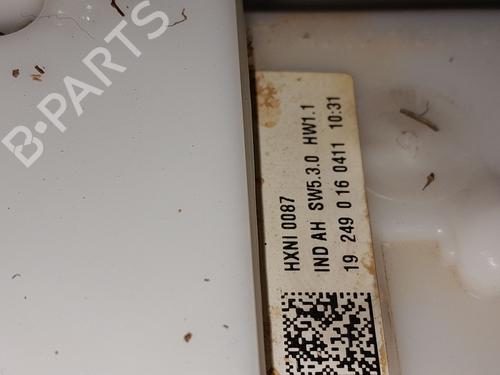 B-PARTS
HXNI 0087
IND AH SW5.3.0 HW1.1
19 249 0 16 0411 10:31